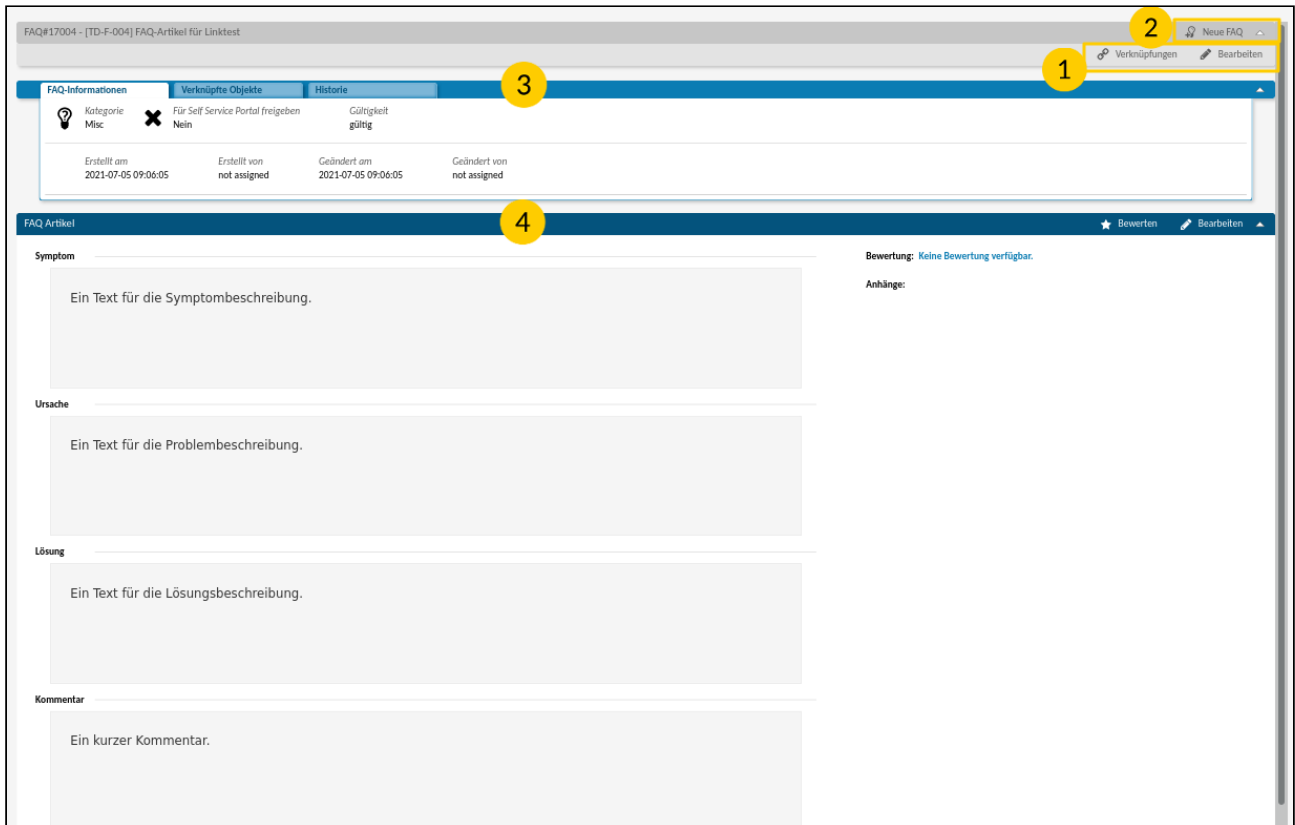 FAQ#17004 - [TD-F-004] FAQ-Artikel für Linktest
2
Neue FAQ
1
Verknüpfungen Bearbeiten
FAQ-Informationen Verknüpfte Objekte Historie
3
Kategorie Für Self Service Portal freigeben Gültigkeit
Misc Nein gültig
Erstellt am Erstellt von Geändert am Geändert von
2021-07-05 09:06:05 not assigned 2021-07-05 09:06:05 not assigned
FAQ Artikel
4
Bewerten Bearbeiten
Symptom
Bewertung: Keine Bewertung verfügbar.
Anhänge:
Ein Text für die Symptombeschreibung.
Ursache
Ein Text für die Problembeschreibung.
Lösung
Ein Text für die Lösungsbeschreibung.
Kommentar
Ein kurzer Kommentar.